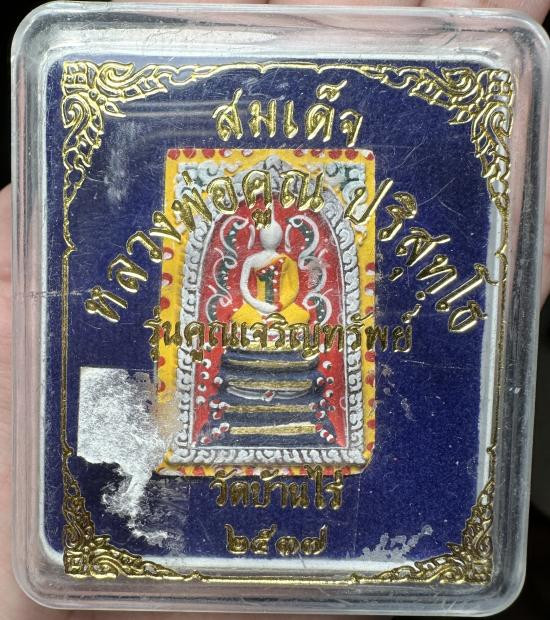 สมเด็จ
หลวงพ่อคูณ ปริสุทฺโธ
รุ่นคูณเจริญทรัพย์
วัดบ้านไร่
๒๕๓๗